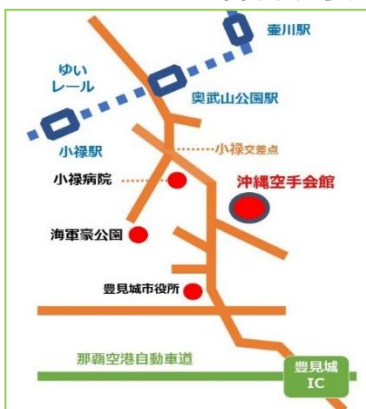 壷川駅
ゆい
レール
奥武山公園駅
小禄駅
小禄交差点
小禄病院
沖縄空手会館
海軍豪公園
豊見城市役所
那覇空港自動車道
豊見城
IC